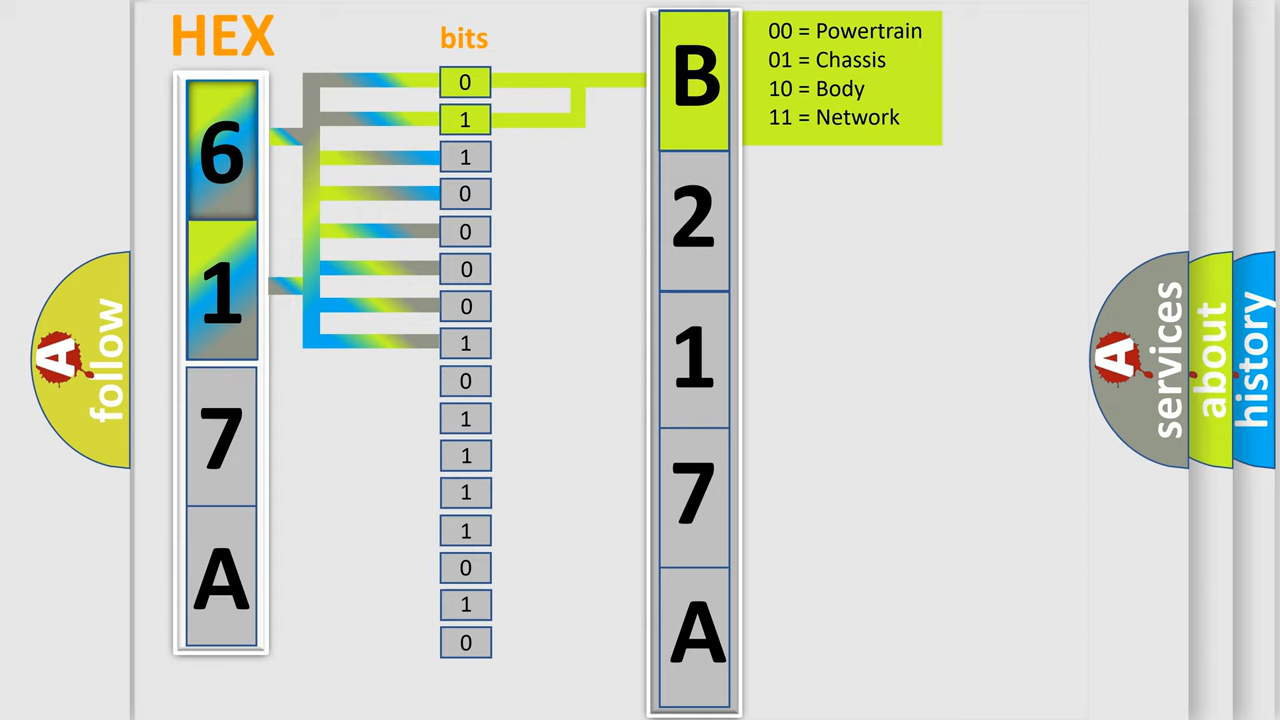 HEX
bits
6
1
7
A
0
1
1
0
0
0
0
1
0
1
1
1
1
0
1
0
B
2
1
7
A
00 = Powertrain
01 = Chassis
10 = Body
11 = Network
A
follow
A
services
about
history